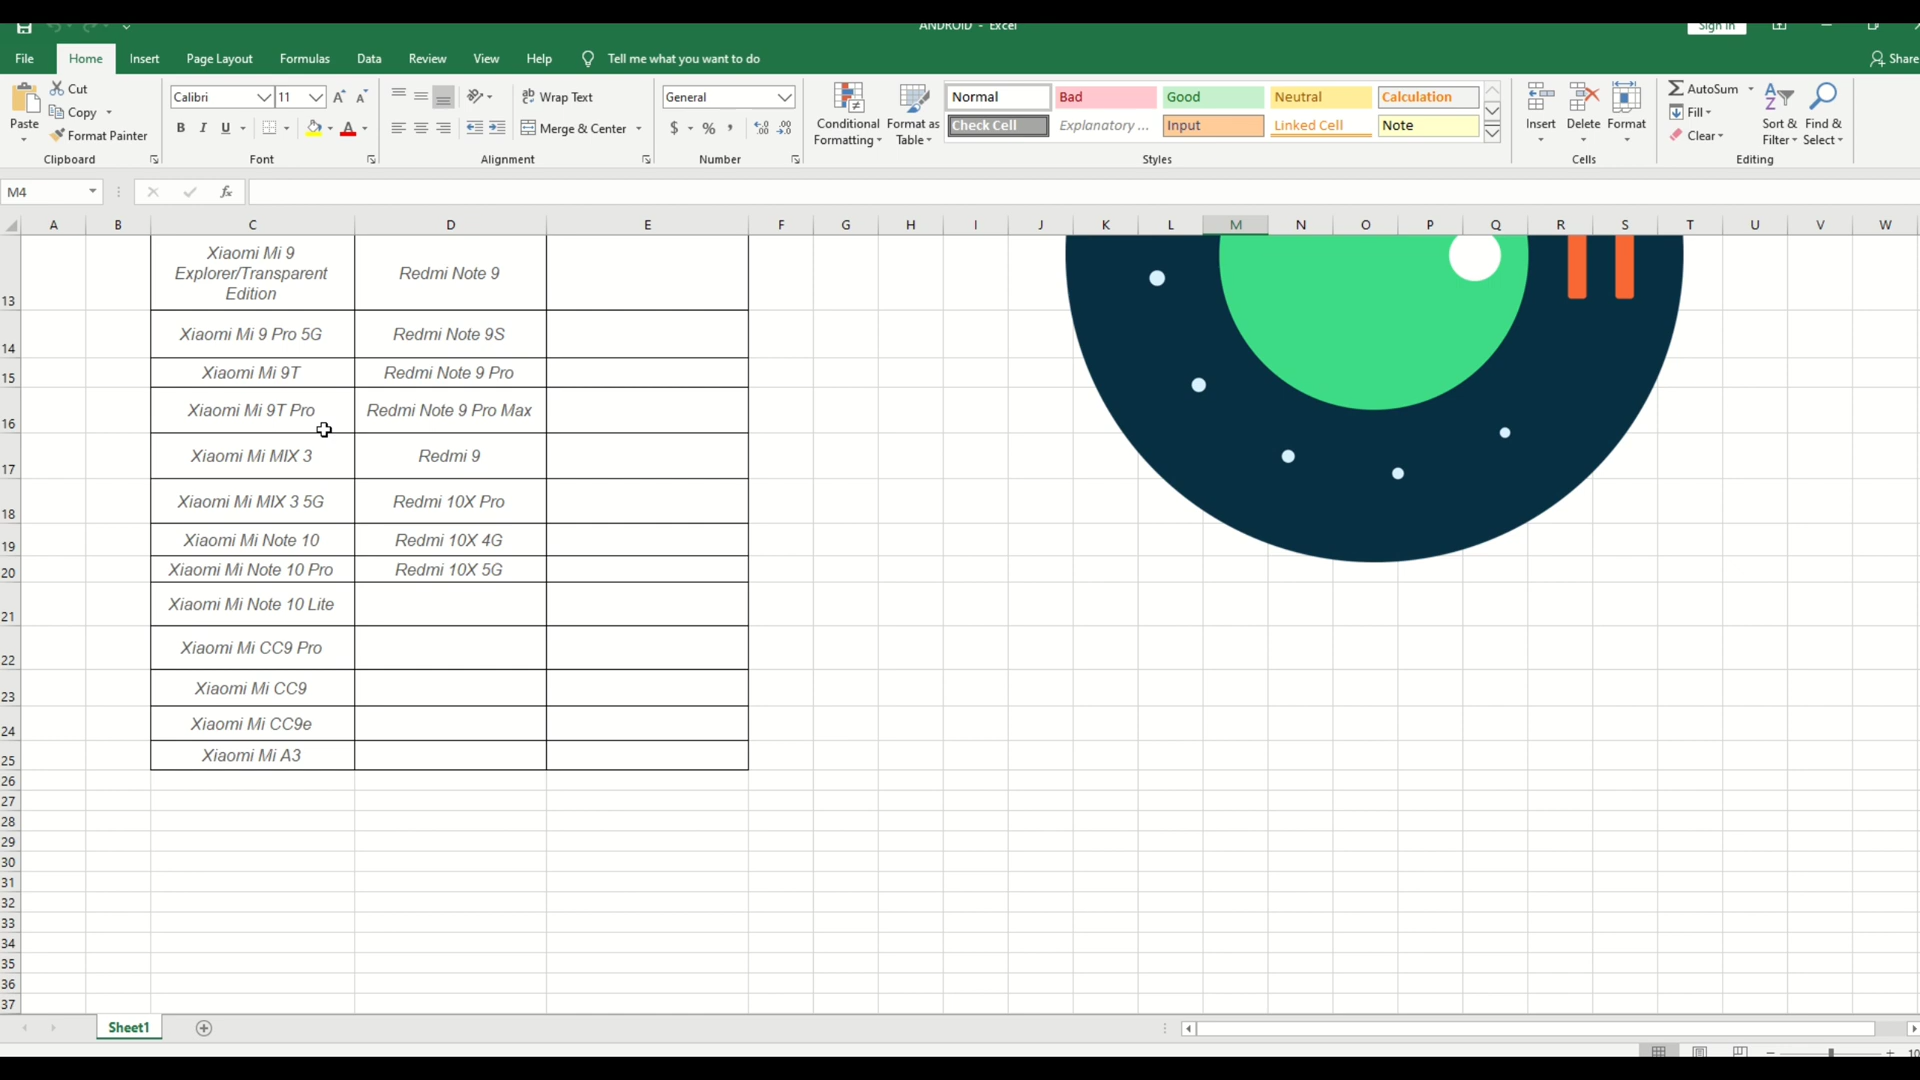 ANDROID - Excel
Sign in
File Home Insert Page Layout Formulas Data Review View Help Tell me what you want to do Share
Paste Cut Copy Format Painter
Calibri 11
B I U
Wrap Text
Merge & Center
General
$ % ,
Conditional Formatting
Format as Table
Normal Bad Good Neutral Calculation
Check Cell Explanatory ... Input Linked Cell Note
Insert Delete Format
AutoSum
Fill
Clear
Sort & Filter
Find & Select
Clipboard Font Alignment Number Styles Cells Editing
M4 fx
A B C D E F G H I J K L M N O P Q R S T U V W
13 Xiaomi Mi 9 Explorer/Transparent Edition Redmi Note 9
14 Xiaomi Mi 9 Pro 5G Redmi Note 9S
15 Xiaomi Mi 9T Redmi Note 9 Pro
16 Xiaomi Mi 9T Pro Redmi Note 9 Pro Max
17 Xiaomi Mi MIX 3 Redmi 9
18 Xiaomi Mi MIX 3 5G Redmi 10X Pro
19 Xiaomi Mi Note 10 Redmi 10X 4G
20 Xiaomi Mi Note 10 Pro Redmi 10X 5G
21 Xiaomi Mi Note 10 Lite
22 Xiaomi Mi CC9 Pro
23 Xiaomi Mi CC9
24 Xiaomi Mi CC9e
25 Xiaomi Mi A3
26
27
28
29
30
31
32
33
34
35
36
37
Sheet1